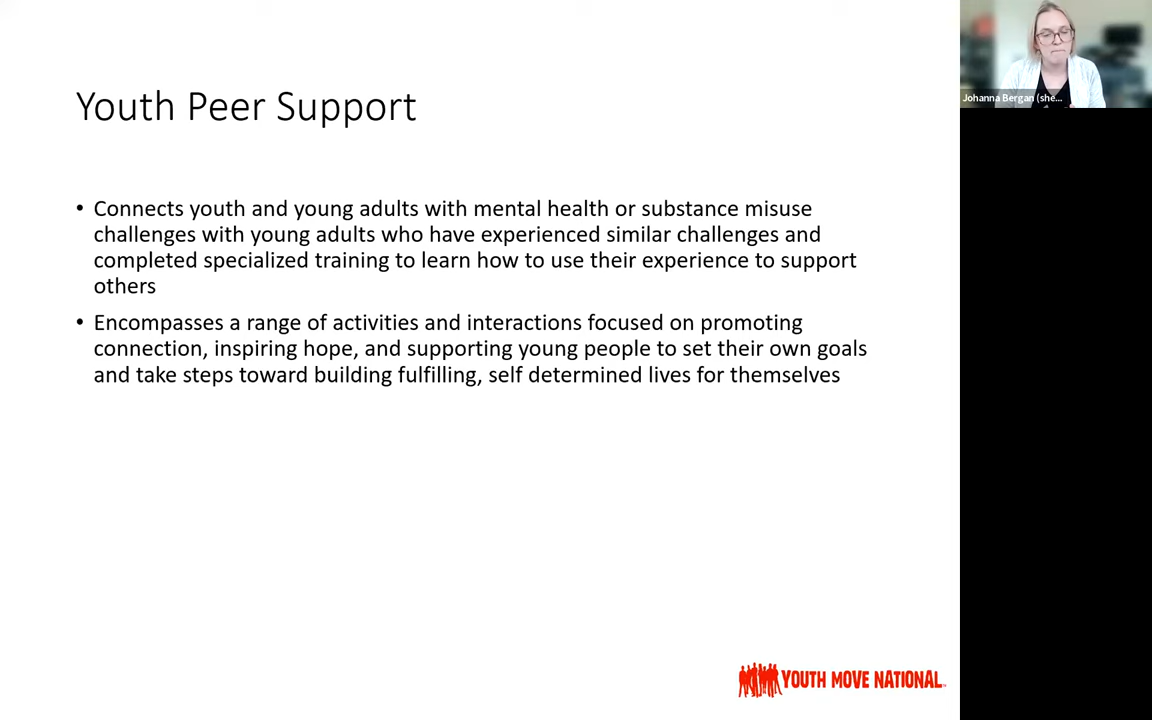 Youth Peer Support
• Connects youth and young adults with mental health or substance misuse
challenges with young adults who have experienced similar challenges and
completed specialized training to learn how to use their experience to support
others
• Encompasses a range of activities and interactions focused on promoting
connection, inspiring hope, and supporting young people to set their own goals
and take steps toward building fulfilling, self determined lives for themselves
Johanna Bergan (she...
YOUTH MOVE NATIONAL